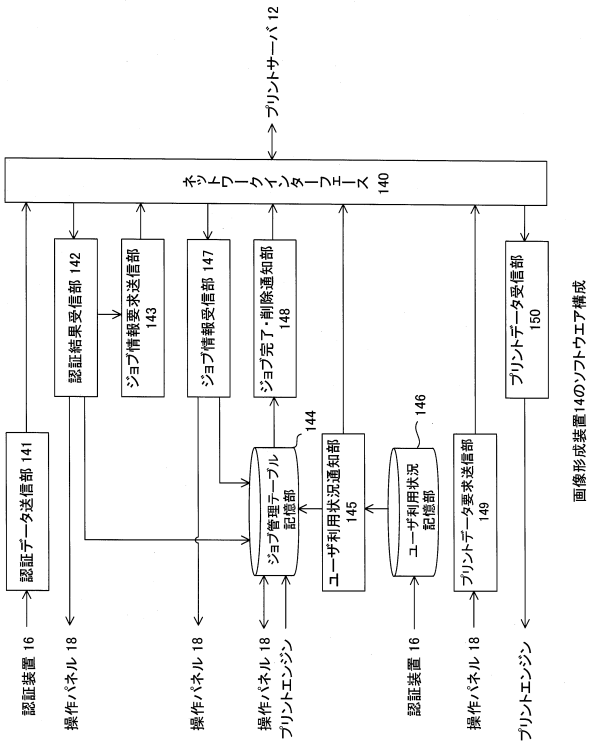 認証装置 16
認証データ送信部 141
操作パネル 18
認証結果受信部 142
ジョブ情報要求送信部
143
操作パネル 18
ジョブ情報受信部 147
操作パネル 18
プリントエンジン
ジョブ管理テーブル
記憶部
144
ジョブ完了・削除通知部
148
ユーザ利用状況通知部
145
認証装置 16
ユーザ利用状況
記憶部
146
操作パネル 18
プリントデータ要求送信部
149
プリントエンジン
プリントデータ受信部
150
ネットワークインターフェース
140
プリントサーバ 12
画像形成装置14のソフトウエア構成